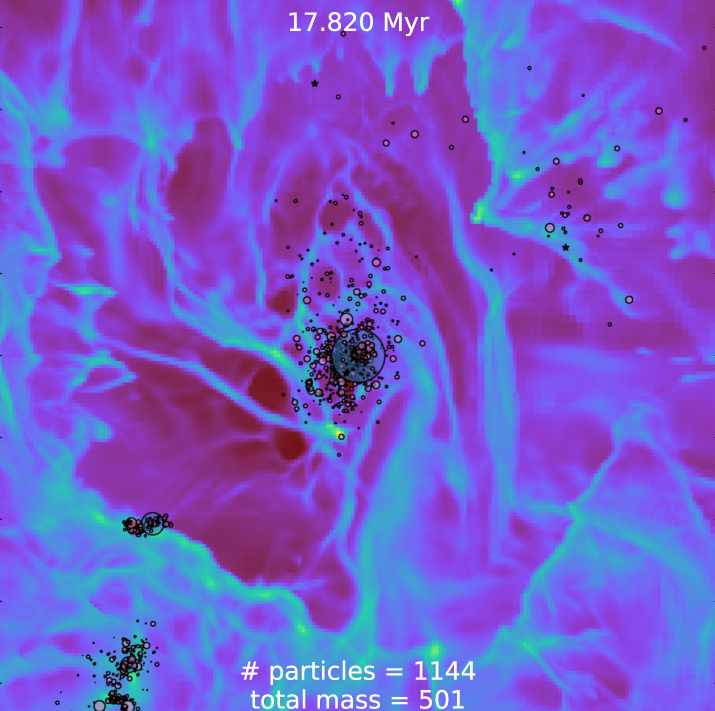 17.820 Myr
# particles = 1144
total mass = 501